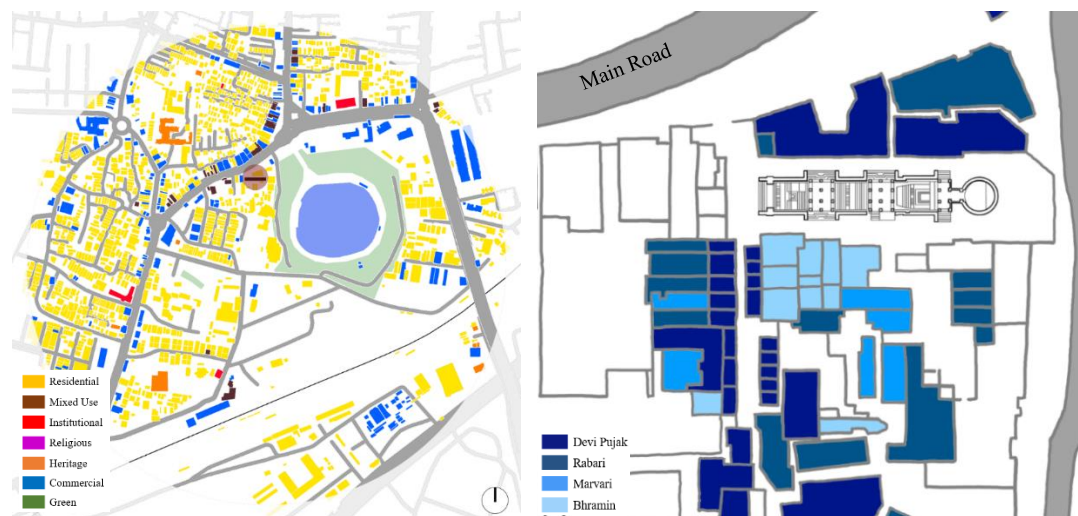 Residential
Mixed Use
Institutional
Religious
Heritage
Commercial
Green
Main Road
Devi Pujak
Rabari
Marvari
Bhramin